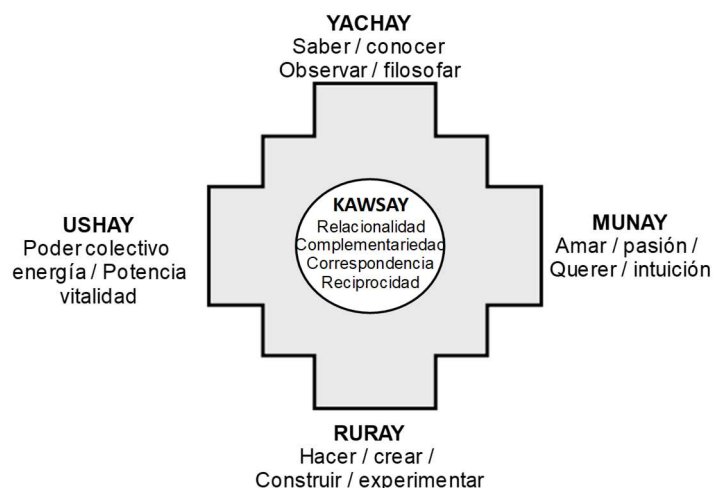 YACHAY
Saber / conocer
Observar / filosofar
KAWSAY
Relacionalidad
Complementariedad
Correspondencia
Reciprocidad
USHAY
Poder colectivo
energía / Potencia
vitalidad
MUNAY
Amar / pasión /
Querer / intuición
RURAY
Hacer / crear /
Construir / experimentar